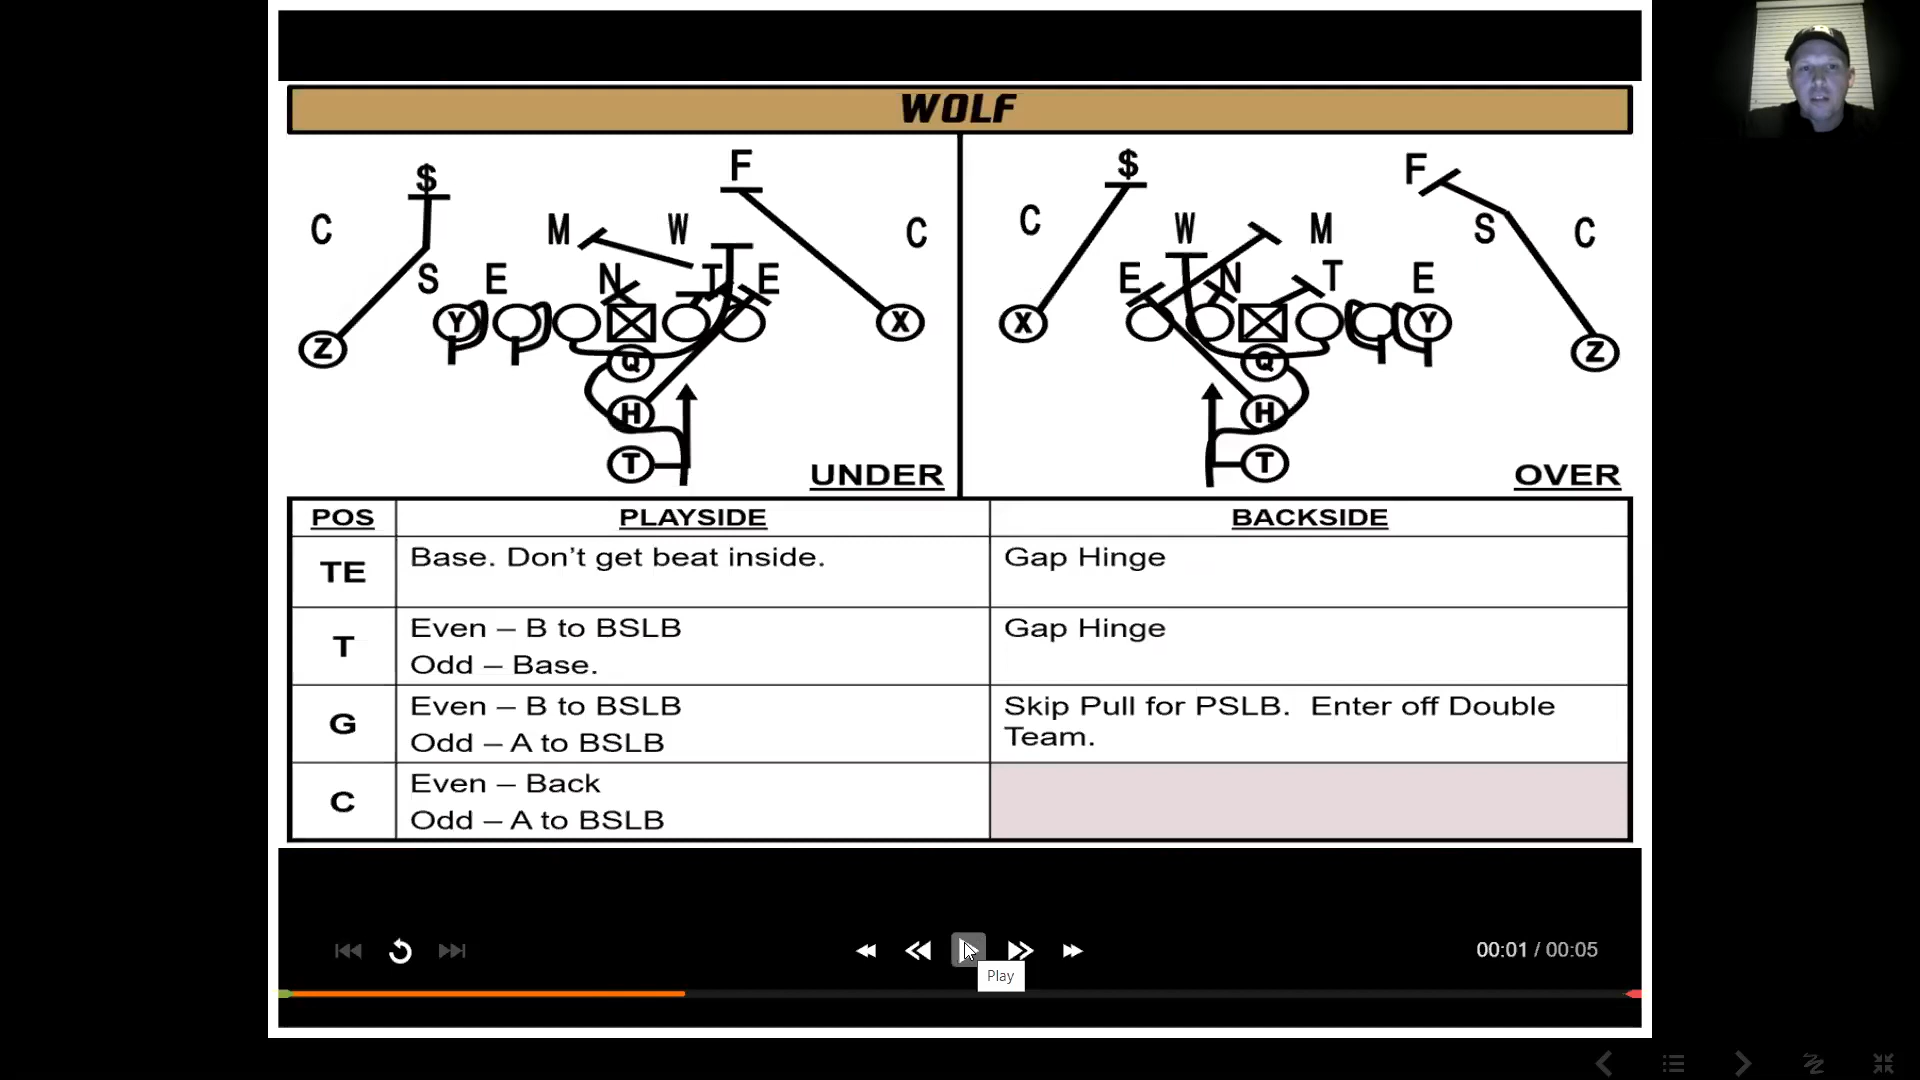 WOLF
$ F
C M W C
S E N T E
Y X
Z Q
H
T UNDER
$ F
C W M S C
E N T E
X Y
Q Z
H
T OVER
POS PLAYSIDE BACKSIDE
TE Base. Don’t get beat inside. Gap Hinge
T Even – B to BSLB Gap Hinge
Odd – Base.
G Even – B to BSLB Skip Pull for PSLB. Enter off Double
Odd – A to BSLB Team.
C Even – Back
Odd – A to BSLB
00:01 / 00:05
Play